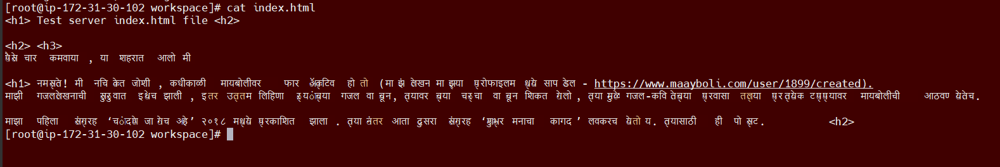 [root@ip-172-31-30-102 workspace]# cat index.html
<h1> Test server index.html file <h2>
<h2> <h3>
पैसे चार कमवाया , या शहरात आलो मी
<h1> नमस्ते! मी नचिकेत जोशी , कधीकाळी मायबोलीवर फार ॲक्टिव होतो (माझं लेखन माझ्या प्रोफाइलमध्ये सापडेल - https://www.maayboli.com/user/1899/created).
माझी गजललेखनाची सुरुवात इथेच झाली , इतर उत्तम लिहिणाऱ्यांच्या गजल वाचून, त्यावरच्या चर्चा वाचून शिकत गेलो , त्यामुळे गजल-कवितेच्या प्रवासातल्या प्रत्येक टप्प्यावर मायबोलीची आठवण येतेच.
माझा पहिला संग्रह ‘चांदणे जागेच आहे’ २०१८ मध्ये प्रकाशित झाला . त्यानंतर आता दुसरा संग्रह ‘शुभ्र मनाचा कागद ’ लवकरच येतोय. त्यासाठी ही पोस्ट. <h2>
[root@ip-172-31-30-102 workspace]#